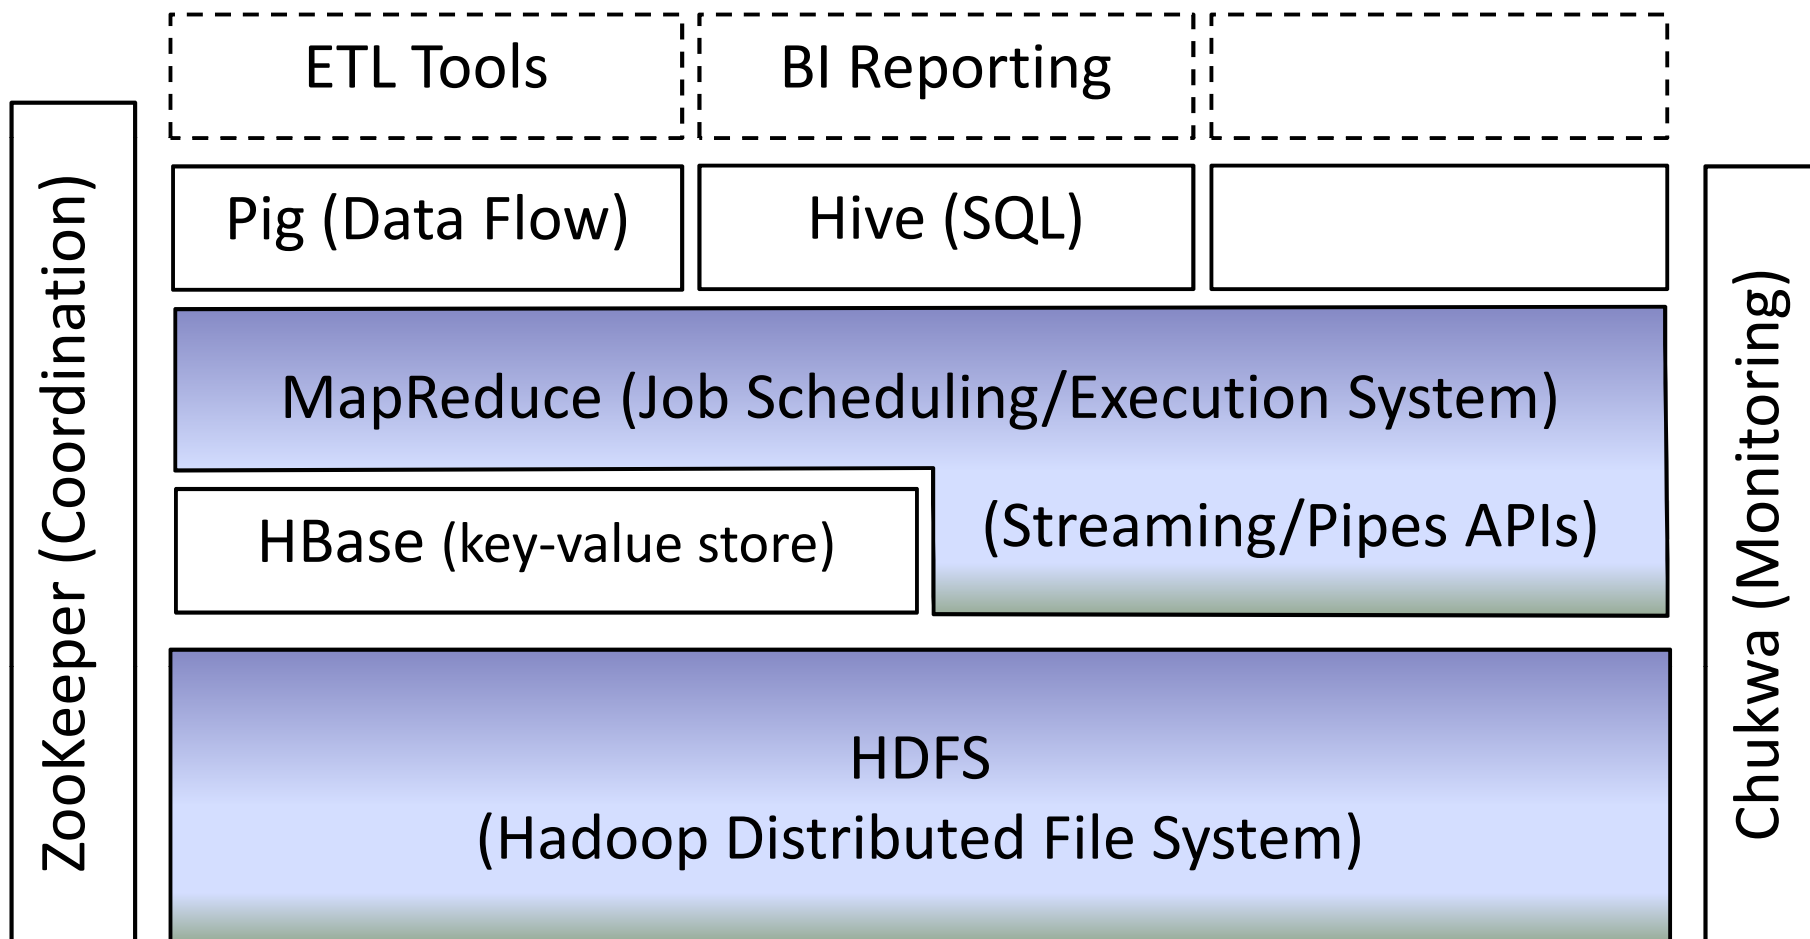 ETL Tools
BI Reporting
Pig (Data Flow)
Hive (SQL)
MapReduce (Job Scheduling/Execution System)
(Streaming/Pipes APIs)
HBase (key-value store)
HDFS
(Hadoop Distributed File System)
ZooKeeper (Coordination)
Chukwa (Monitoring)